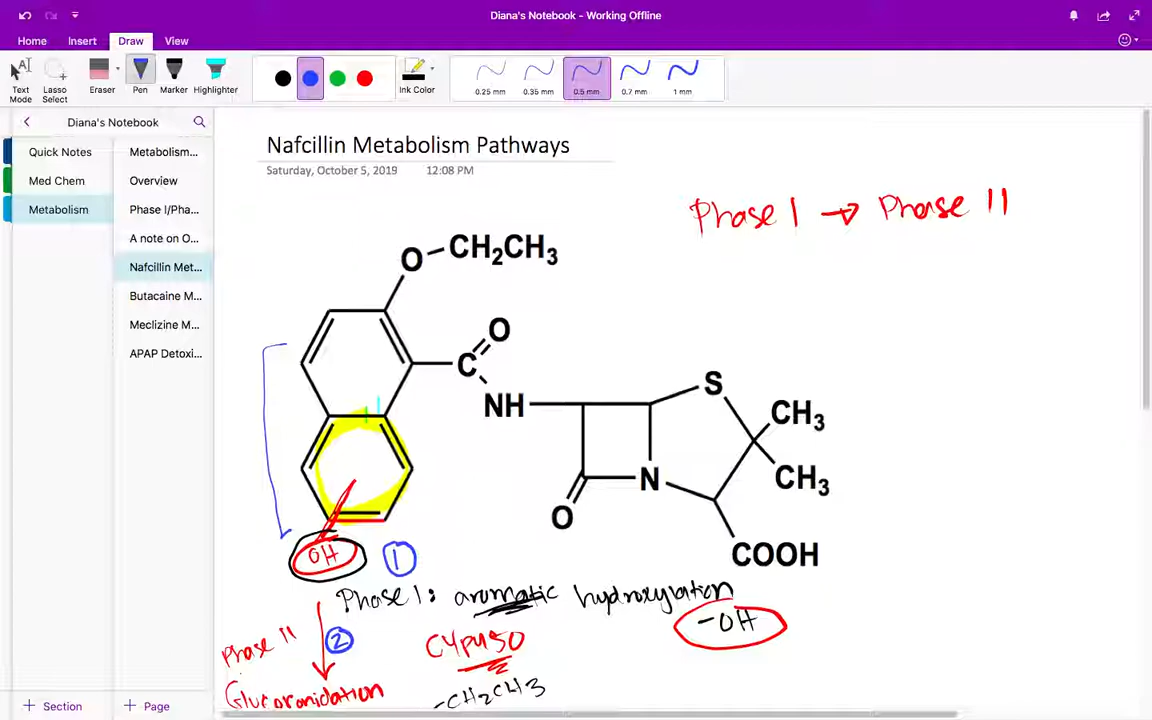 Diana's Notebook - Working Offline
Home Insert Draw View
Text Mode
Lasso Select
Eraser
Pen
Marker
Highlighter
Ink Color
0.25 mm
0.35 mm
0.5 mm
0.7 mm
1 mm
Diana's Notebook
Quick Notes
Med Chem
Metabolism
Metabolism...
Overview
Phase I/Pha...
A note on O...
Nafcillin Met...
Butacaine M...
Meclizine M...
APAP Detoxi...
+ Section
+ Page
Nafcillin Metabolism Pathways
Saturday, October 5, 2019 12:08 PM
Phase I → Phase II
O-CH2CH3
O
C
NH
S
CH3
CH3
N
O
COOH
OH
1
Phase I: aromatic hydroxylation
-OH
Phase II
2
CYP450
Glucoronidation
-CH2CH3